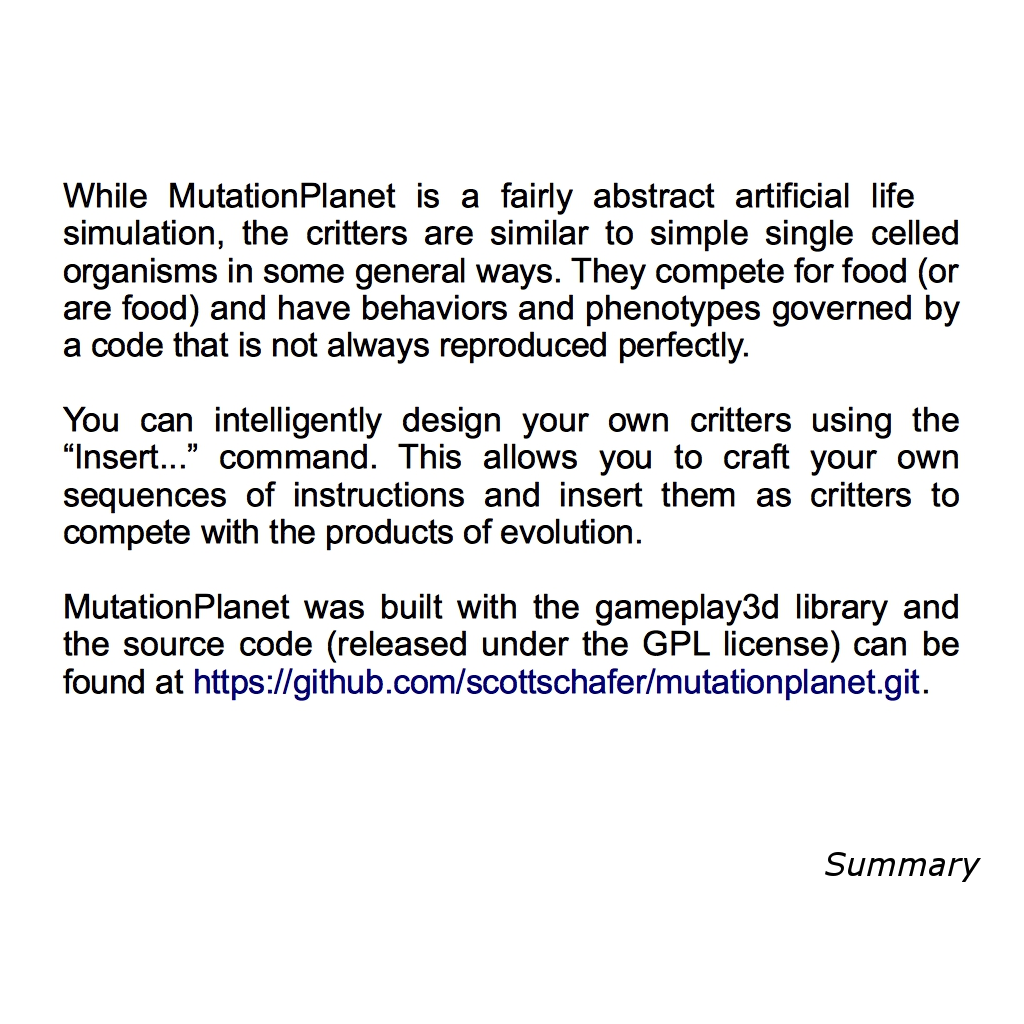 While MutationPlanet is a fairly abstract artificial life
simulation, the critters are similar to simple single celled
organisms in some general ways. They compete for food (or
are food) and have behaviors and phenotypes governed by
a code that is not always reproduced perfectly.
You can intelligently design your own critters using the
“Insert...” command. This allows you to craft your own
sequences of instructions and insert them as critters to
compete with the products of evolution.
MutationPlanet was built with the gameplay3d library and
the source code (released under the GPL license) can be
found at https://github.com/scottschafer/mutationplanet.git.
Summary